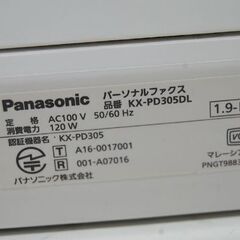 Panasonic パーソナルファクス
品番 KX-PD305DL
定格 AC100 V 50/60 Hz
消費電力 120 W
1.9-
認証機器名: KX-PD305
T A16-0017001
R 001-A07016
パナソニック株式会社
マレーシ
PNGT9883